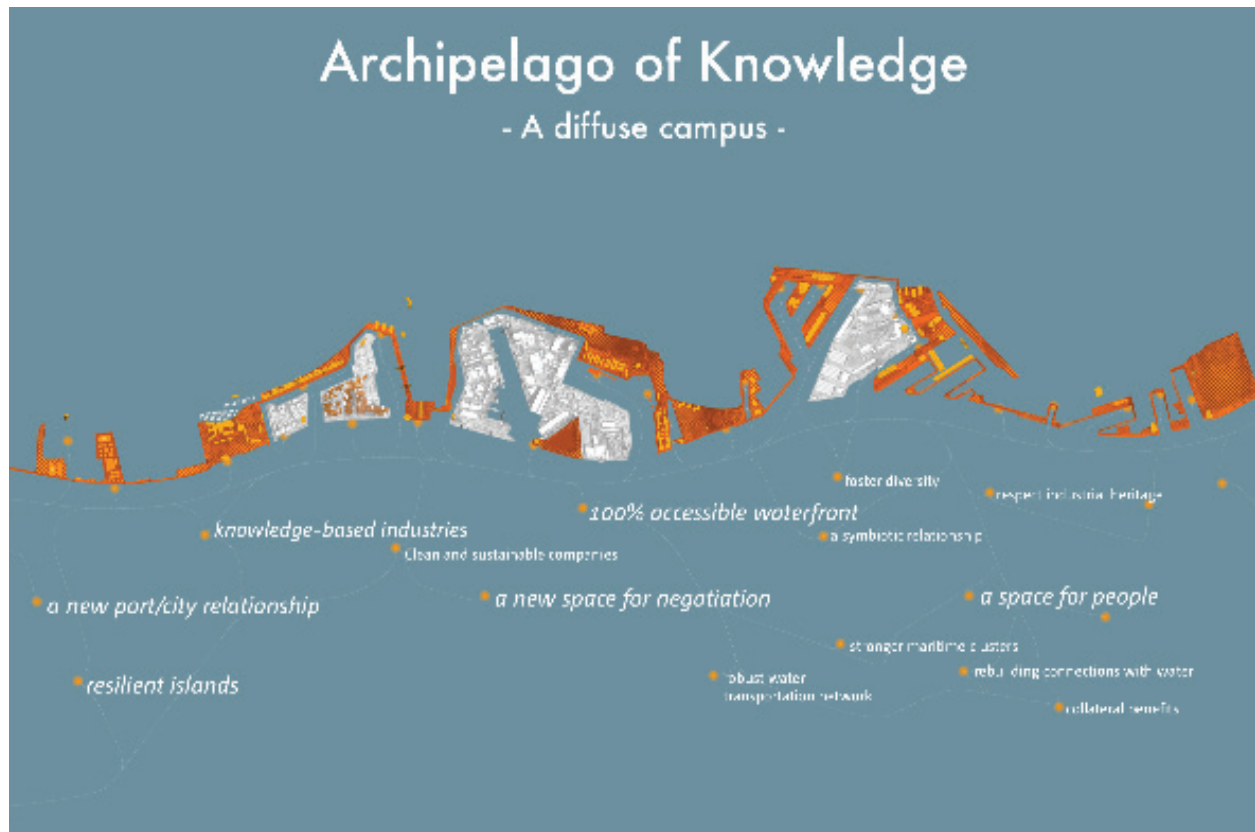 Archipelago of Knowledge
- A diffuse campus -
foster diversity
respect industrial heritage
100% accessible waterfront
knowledge-based industries
a symbiotic relationship
Clean and sustainable companies
a new space for negotiation
a space for people
a new port/city relationship
stronger maritime clusters
rebuilding connections with water
robust water
transportation network
resilient islands
collateral benefits